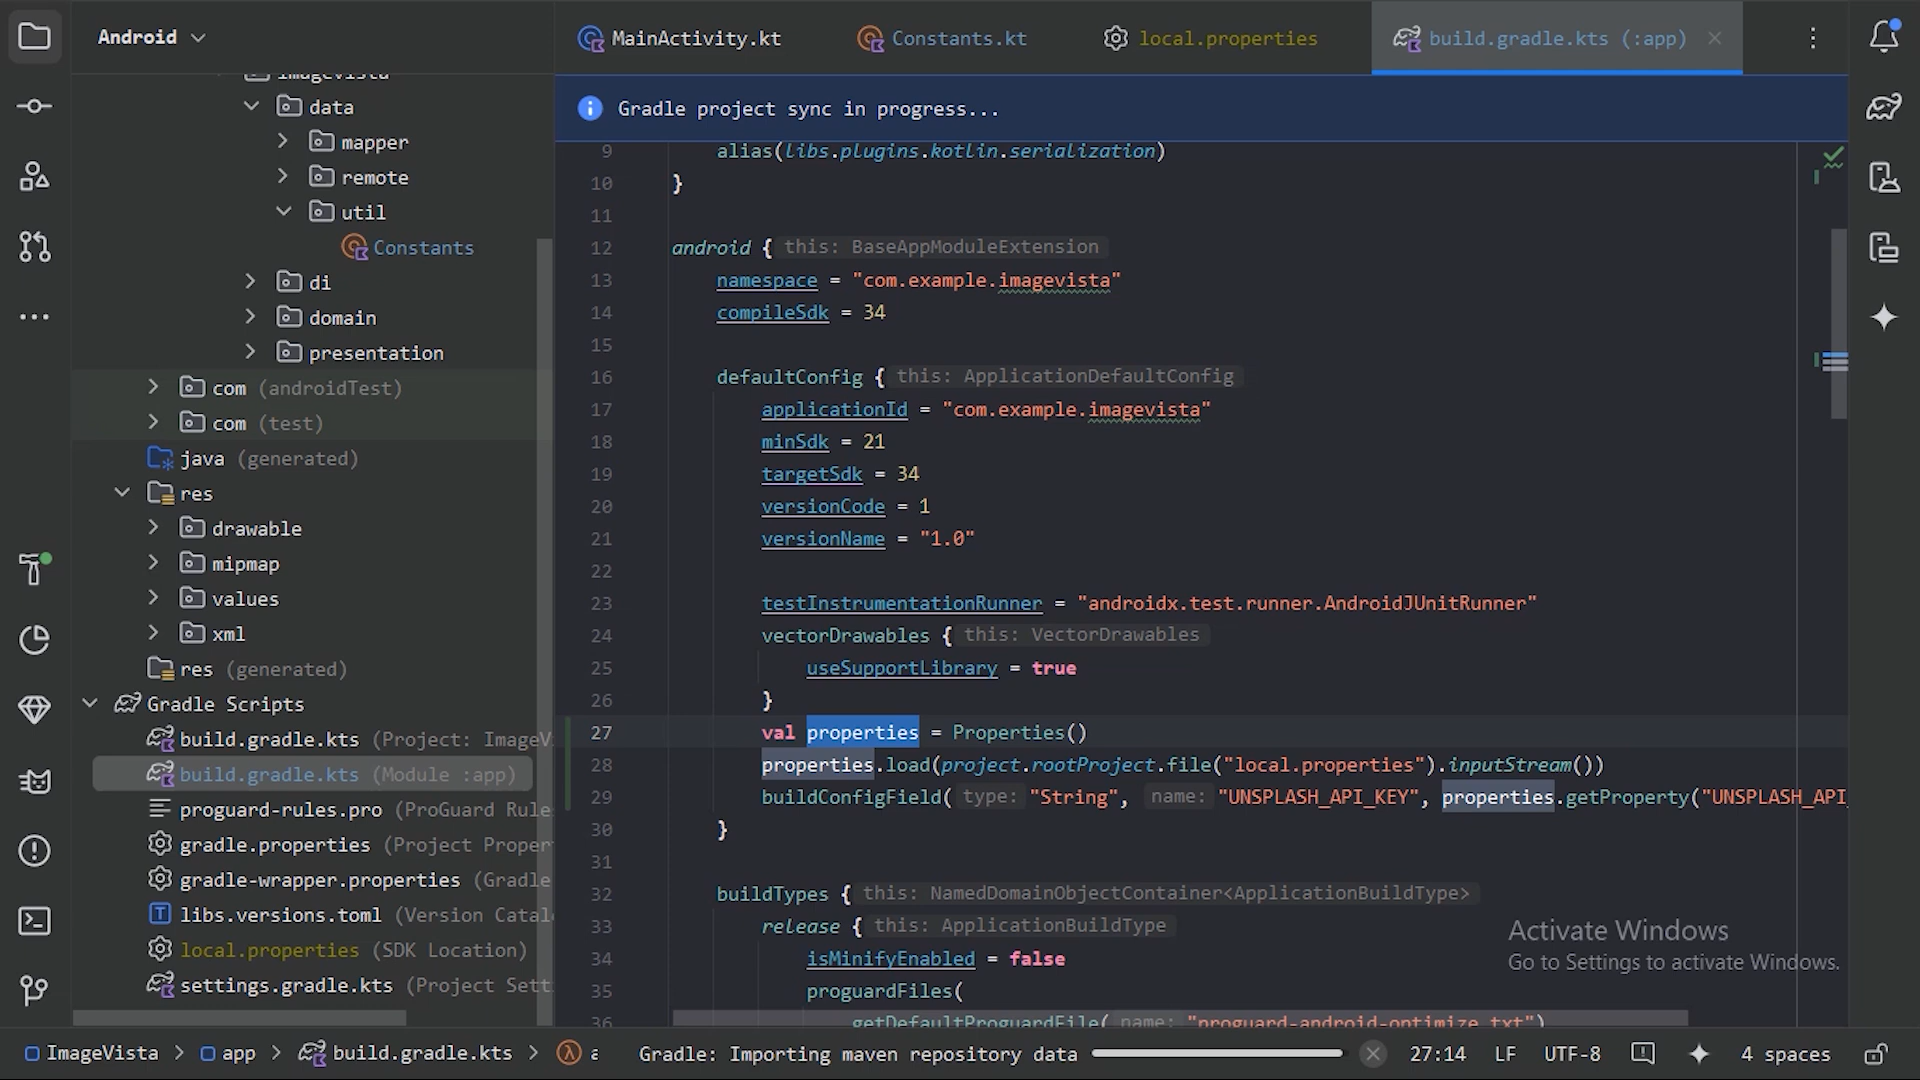 Android
MainActivity.kt
Constants.kt
local.properties
build.gradle.kts (:app)
imagevista
data
mapper
remote
util
Constants
di
domain
presentation
com (androidTest)
com (test)
java (generated)
res
drawable
mipmap
values
xml
res (generated)
Gradle Scripts
build.gradle.kts (Project: ImageV
build.gradle.kts (Module :app)
proguard-rules.pro (ProGuard Rule
gradle.properties (Project Proper
gradle-wrapper.properties (Gradle
libs.versions.toml (Version Catal
local.properties (SDK Location)
settings.gradle.kts (Project Sett
Gradle project sync in progress...
9 alias(libs.plugins.kotlin.serialization)
10 }
11
12 android { this: BaseAppModuleExtension
13 namespace = "com.example.imagevista"
14 compileSdk = 34
15
16 defaultConfig { this: ApplicationDefaultConfig
17 applicationId = "com.example.imagevista"
18 minSdk = 21
19 targetSdk = 34
20 versionCode = 1
21 versionName = "1.0"
22
23 testInstrumentationRunner = "androidx.test.runner.AndroidJUnitRunner"
24 vectorDrawables { this: VectorDrawables
25 useSupportLibrary = true
26 }
27 val properties = Properties()
28 properties.load(project.rootProject.file("local.properties").inputStream())
29 buildConfigField( type: "String", name: "UNSPLASH_API_KEY", properties.getProperty("UNSPLASH_API_
30 }
31
32 buildTypes { this: NamedDomainObjectContainer<ApplicationBuildType>
33 release { this: ApplicationBuildType
34 isMinifyEnabled = false
35 proguardFiles(
36 getDefaultProguardFile( name: "proguard-android-optimize.txt")
Activate Windows
Go to Settings to activate Windows.
ImageVista > app > build.gradle.kts > a
Gradle: Importing maven repository data
27:14 LF UTF-8 4 spaces